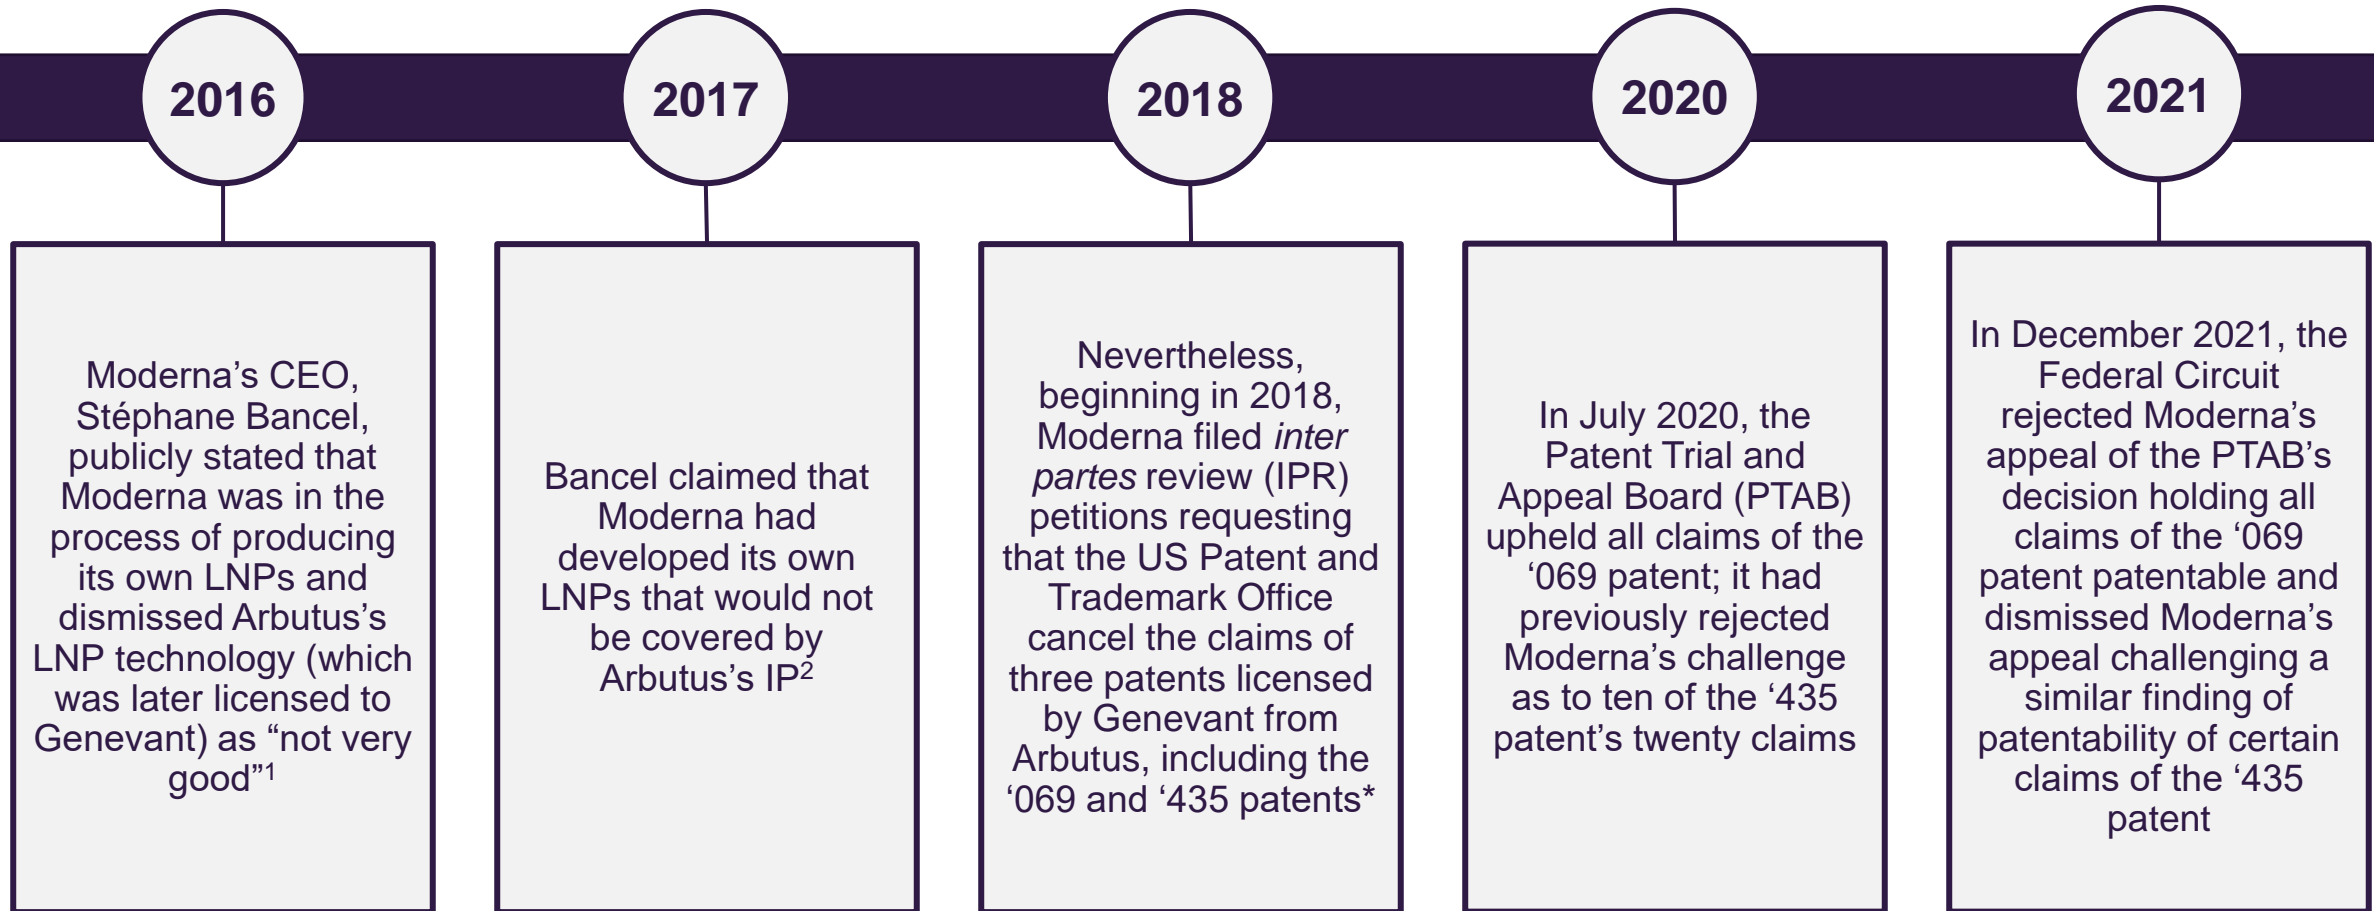 2016
2017
2018
2020
2021
Moderna’s CEO,
Stéphane Bancel,
publicly stated that
Moderna was in the
process of producing
its own LNPs and
dismissed Arbutus’s
LNP technology (which
was later licensed to
Genevant) as “not very
good”1
Bancel claimed that
Moderna had
developed its own
LNPs that would not
be covered by
Arbutus’s IP2
Nevertheless,
beginning in 2018,
Moderna filed inter
partes review (IPR)
petitions requesting
that the US Patent and
Trademark Office
cancel the claims of
three patents licensed
by Genevant from
Arbutus, including the
‘069 and ‘435 patents*
In July 2020, the
Patent Trial and
Appeal Board (PTAB)
upheld all claims of the
‘069 patent; it had
previously rejected
Moderna’s challenge
as to ten of the ‘435
patent’s twenty claims
In December 2021, the
Federal Circuit
rejected Moderna’s
appeal of the PTAB’s
decision holding all
claims of the ‘069
patent patentable and
dismissed Moderna’s
appeal challenging a
similar finding of
patentability of certain
claims of the ‘435
patent